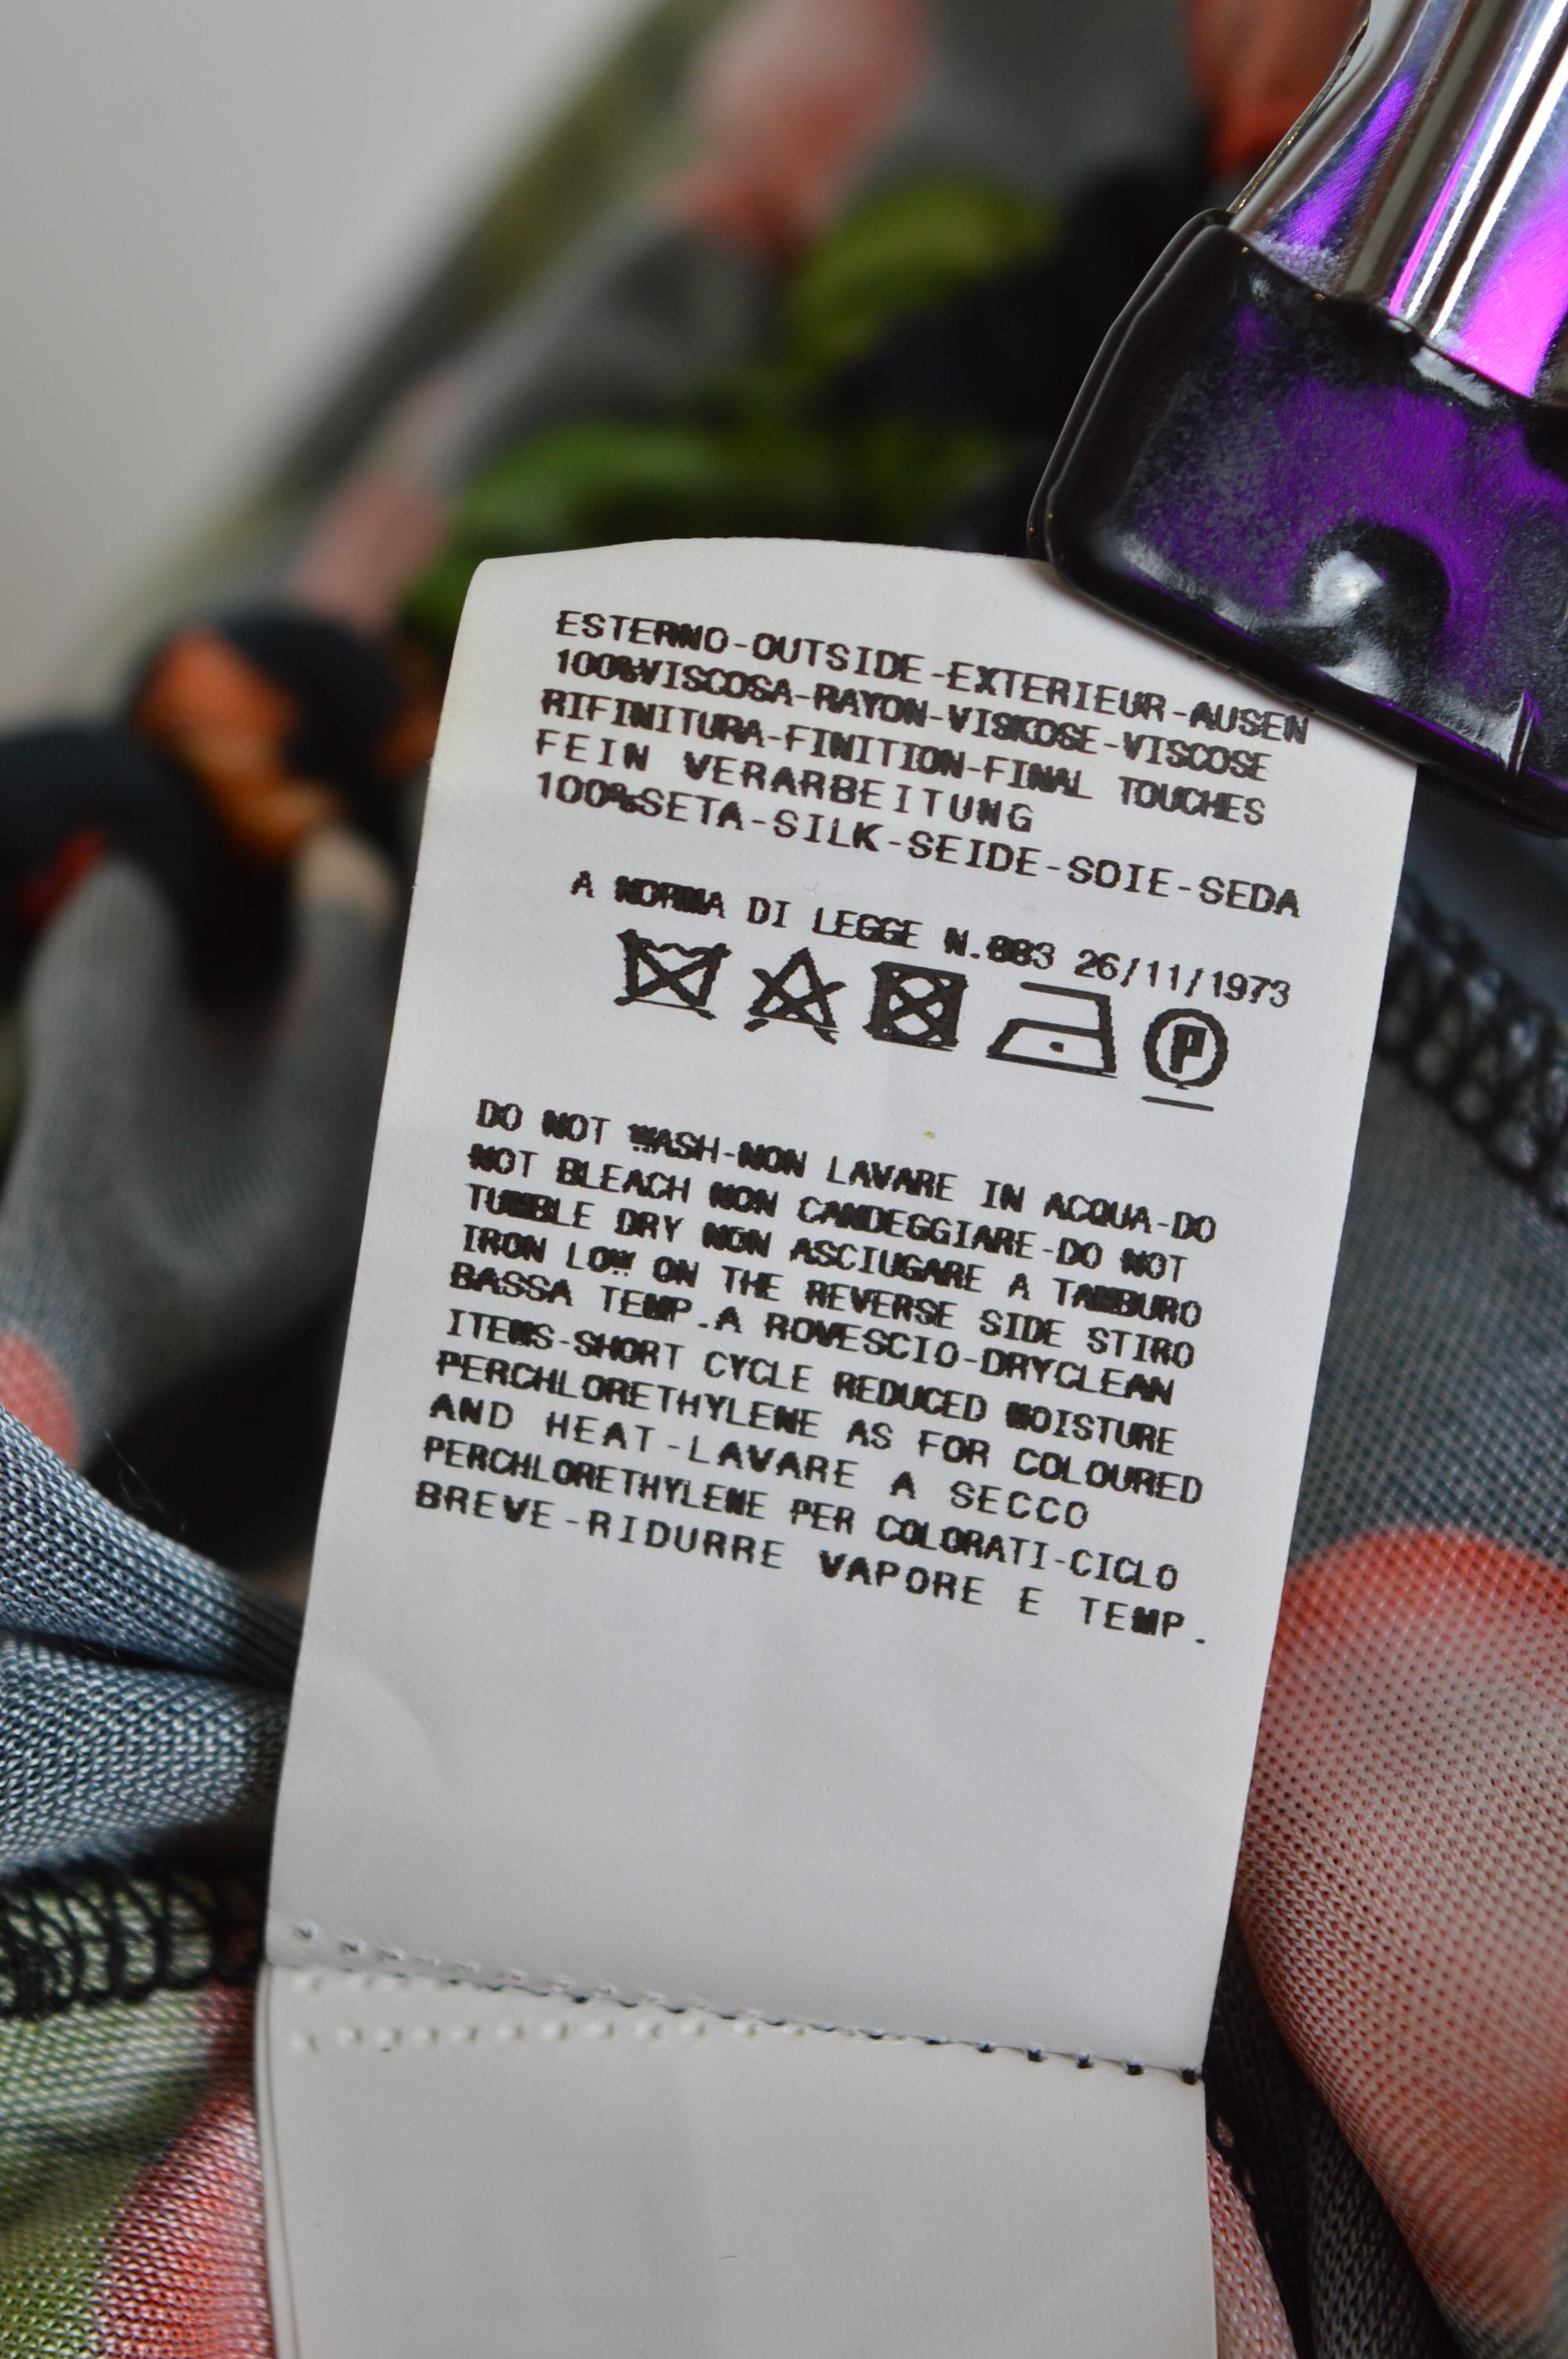 ESTERNO-OUTSIDE-EXTERIEUR-AUSEN
100%VISCOSA-RAYON-VISKOSE-VISCOSE
RIFINITURA-FINITION-FINAL TOUCHES
FEIN VERARBEITUNG
100%SETA-SILK-SEIDE-SOIE-SEDA
A NORMA DI LEGGE N.883 26/11/1973
P
DO NOT WASH-NON LAVARE IN ACQUA-DO
NOT BLEACH NON CANDEGGIARE-DO NOT
TUMBLE DRY NON ASCIUGARE A TAMBURO
IRON LOW ON THE REVERSE SIDE STIRO
BASSA TEMP.A ROVESCIO-DRYCLEAN
ITEMS-SHORT CYCLE REDUCED MOISTURE
PERCHLORETHYLENE AS FOR COLOURED
AND HEAT-LAVARE A SECCO
PERCHLORETHYLENE PER COLORATI-CICLO
BREVE-RIDURRE VAPORE E TEMP.